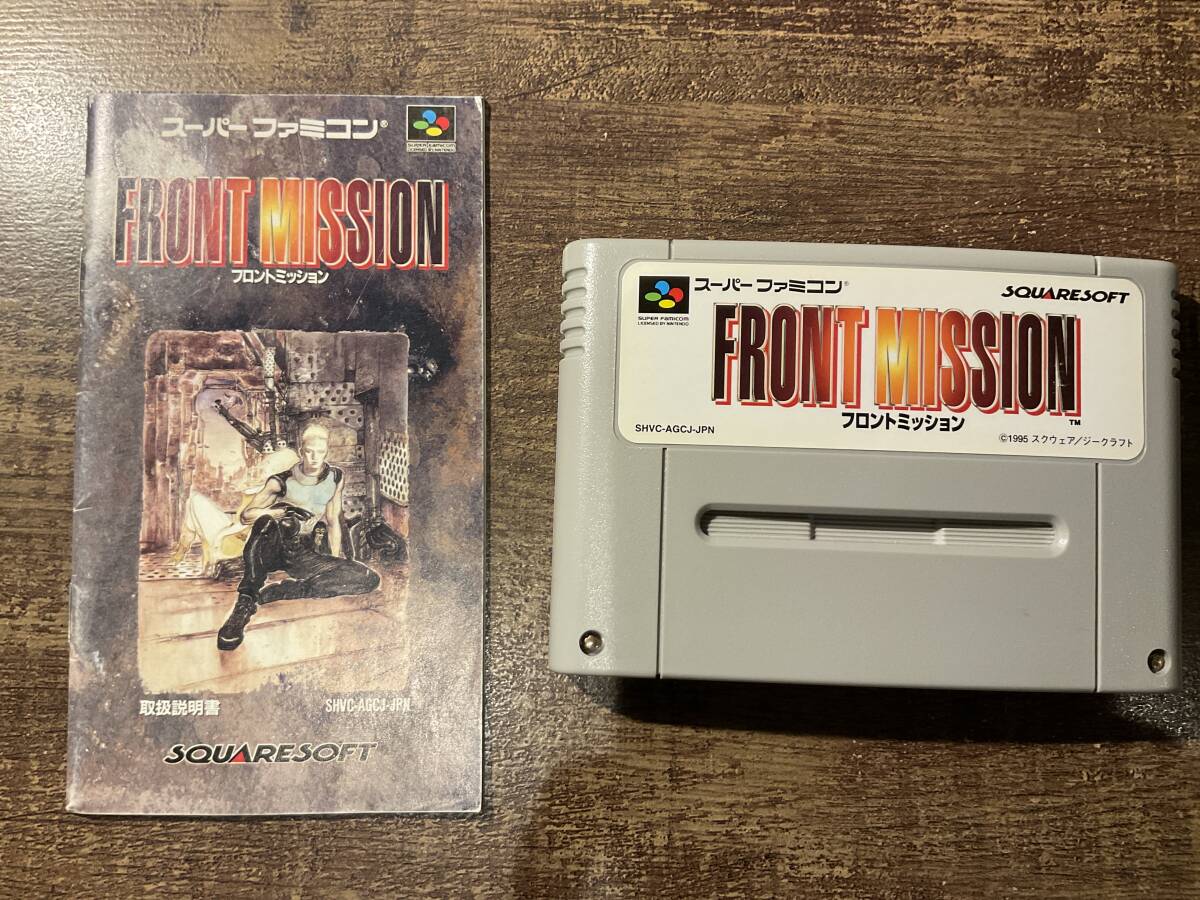 スーパーファミコン®
SUPER FAMICOM
LICENSED BY NINTENDO
FRONT MISSION
フロントミッション
取扱説明書
SHVC-AGCJ-JPN
SQUARESOFT
スーパーファミコン®
SQUARESOFT
SUPER FAMICOM
LICENSED BY NINTENDO
FRONT MISSION™
フロントミッション
SHVC-AGCJ-JPN
©1995 スクウェア/ジークラフト